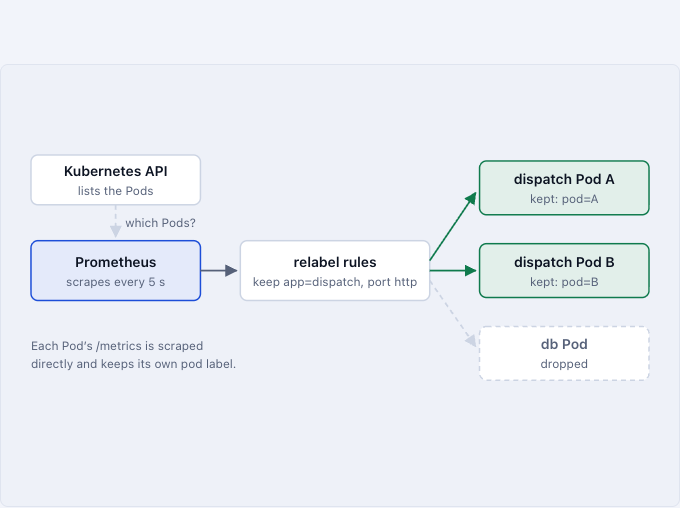 Kubernetes API
lists the Pods
which Pods?
Prometheus
scrapes every 5 s
relabel rules
keep app=dispatch, port http
dispatch Pod A
kept: pod=A
dispatch Pod B
kept: pod=B
db Pod
dropped
Each Pod's /metrics is scraped
directly and keeps its own pod label.